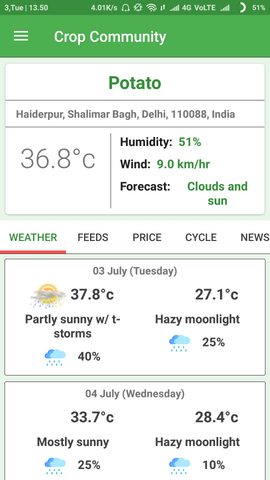 3,Tue | 13.50 4.01K/s 4G VoLTE 51%
Crop Community
Potato
Haiderpur, Shalimar Bagh, Delhi, 110088, India
36.8°c
Humidity: 51%
Wind: 9.0 km/hr
Forecast: Clouds and
sun
WEATHER FEEDS PRICE CYCLE NEWS
03 July (Tuesday)
37.8°c 27.1°c
Partly sunny w/ t-
storms
Hazy moonlight
40%
25%
04 July (Wednesday)
33.7°c 28.4°c
Mostly sunny Hazy moonlight
25% 10%